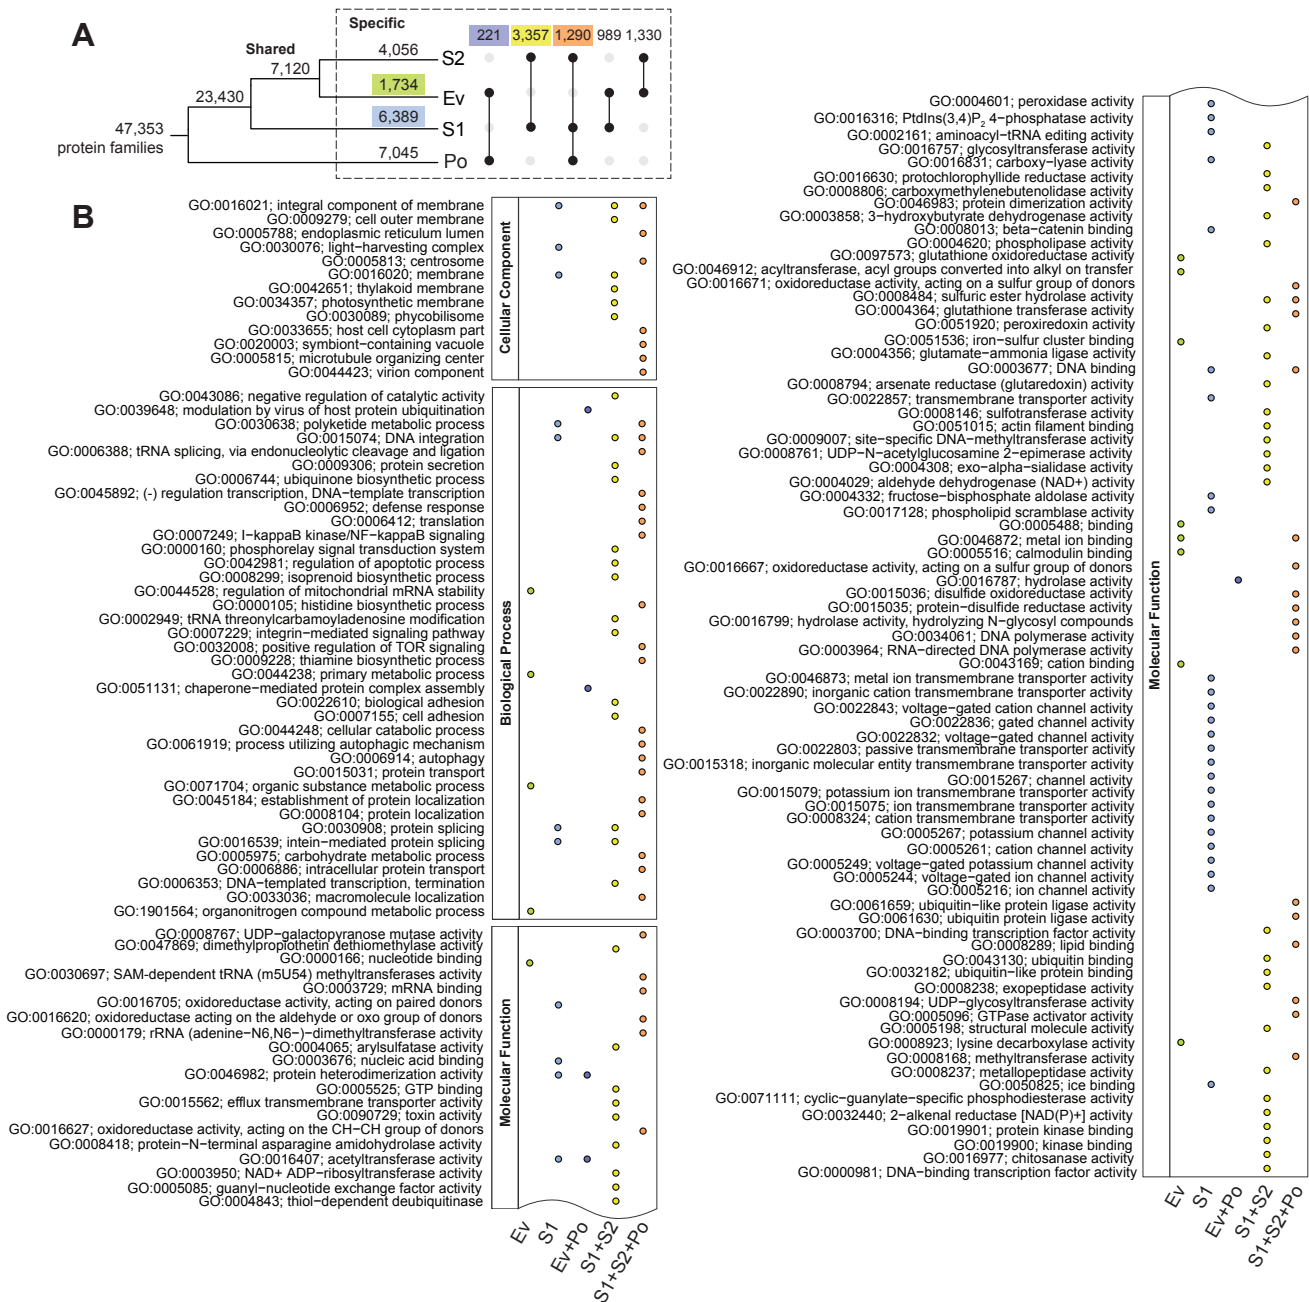 A
Specific
Shared
221 3,357 1,290 989 1,330
4,056
S2
7,120
1,734
Ev
23,430
6,389
S1
47,353
protein families
7,045
Po
B
Cellular Component
GO:0016021; integral component of membrane
GO:0009279; cell outer membrane
GO:0005788; endoplasmic reticulum lumen
GO:0030076; light−harvesting complex
GO:0005813; centrosome
GO:0016020; membrane
GO:0042651; thylakoid membrane
GO:0034357; photosynthetic membrane
GO:0030089; phycobilisome
GO:0033655; host cell cytoplasm part
GO:0020003; symbiont−containing vacuole
GO:0005815; microtubule organizing center
GO:0044423; virion component
Biological Process
GO:0043086; negative regulation of catalytic activity
GO:0039648; modulation by virus of host protein ubiquitination
GO:0030638; polyketide metabolic process
GO:0015074; DNA integration
GO:0006388; tRNA splicing, via endonucleolytic cleavage and ligation
GO:0009306; protein secretion
GO:0006744; ubiquinone biosynthetic process
GO:0045892; (-) regulation transcription, DNA−template transcription
GO:0006952; defense response
GO:0006412; translation
GO:0007249; I−kappaB kinase/NF−kappaB signaling
GO:0000160; phosphorelay signal transduction system
GO:0042981; regulation of apoptotic process
GO:0008299; isoprenoid biosynthetic process
GO:0044528; regulation of mitochondrial mRNA stability
GO:0000105; histidine biosynthetic process
GO:0002949; tRNA threonylcarbamoyladenosine modification
GO:0007229; integrin−mediated signaling pathway
GO:0032008; positive regulation of TOR signaling
GO:0009228; thiamine biosynthetic process
GO:0044238; primary metabolic process
GO:0051131; chaperone−mediated protein complex assembly
GO:0022610; biological adhesion
GO:0007155; cell adhesion
GO:0044248; cellular catabolic process
GO:0061919; process utilizing autophagic mechanism
GO:0006914; autophagy
GO:0015031; protein transport
GO:0071704; organic substance metabolic process
GO:0045184; establishment of protein localization
GO:0008104; protein localization
GO:0030908; protein splicing
GO:0016539; intein−mediated protein splicing
GO:0005975; carbohydrate metabolic process
GO:0006886; intracellular protein transport
GO:0006353; DNA−templated transcription, termination
GO:0033036; macromolecule localization
GO:1901564; organonitrogen compound metabolic process
Molecular Function
GO:0008767; UDP−galactopyranose mutase activity
GO:0047869; dimethylpropiothetin dethiomethylase activity
GO:0000166; nucleotide binding
GO:0030697; SAM−dependent tRNA (m5U54) methyltransferases activity
GO:0003729; mRNA binding
GO:0016705; oxidoreductase activity, acting on paired donors
GO:0016620; oxidoreductase acting on the aldehyde or oxo group of donors
GO:0000179; rRNA (adenine−N6,N6−)−dimethyltransferase activity
GO:0004065; arylsulfatase activity
GO:0003676; nucleic acid binding
GO:0046982; protein heterodimerization activity
GO:0005525; GTP binding
GO:0015562; efflux transmembrane transporter activity
GO:0090729; toxin activity
GO:0016627; oxidoreductase activity, acting on the CH−CH group of donors
GO:0008418; protein−N−terminal asparagine amidohydrolase activity
GO:0016407; acetyltransferase activity
GO:0003950; NAD+ ADP−ribosyltransferase activity
GO:0005085; guanyl−nucleotide exchange factor activity
GO:0004843; thiol−dependent deubiquitinase
Ev S1 Ev+Po S1+S2 S1+S2+Po
Molecular Function
GO:0004601; peroxidase activity
GO:0016316; PtdIns(3,4)P2 4−phosphatase activity
GO:0002161; aminoacyl−tRNA editing activity
GO:0016757; glycosyltransferase activity
GO:0016831; carboxy−lyase activity
GO:0016630; protochlorophyllide reductase activity
GO:0008806; carboxymethylenebutenolidase activity
GO:0046983; protein dimerization activity
GO:0003858; 3−hydroxybutyrate dehydrogenase activity
GO:0008013; beta−catenin binding
GO:0004620; phospholipase activity
GO:0097573; glutathione oxidoreductase activity
GO:0046912; acyltransferase, acyl groups converted into alkyl on transfer
GO:0016671; oxidoreductase activity, acting on a sulfur group of donors
GO:0008484; sulfuric ester hydrolase activity
GO:0004364; glutathione transferase activity
GO:0051920; peroxiredoxin activity
GO:0051536; iron−sulfur cluster binding
GO:0004356; glutamate−ammonia ligase activity
GO:0003677; DNA binding
GO:0008794; arsenate reductase (glutaredoxin) activity
GO:0022857; transmembrane transporter activity
GO:0008146; sulfotransferase activity
GO:0051015; actin filament binding
GO:0009007; site−specific DNA−methyltransferase activity
GO:0008761; UDP−N−acetylglucosamine 2−epimerase activity
GO:0004308; exo−alpha−sialidase activity
GO:0004029; aldehyde dehydrogenase (NAD+) activity
GO:0004332; fructose−bisphosphate aldolase activity
GO:0017128; phospholipid scramblase activity
GO:0005488; binding
GO:0046872; metal ion binding
GO:0005516; calmodulin binding
GO:0016667; oxidoreductase activity, acting on a sulfur group of donors
GO:0016787; hydrolase activity
GO:0015036; disulfide oxidoreductase activity
GO:0015035; protein−disulfide reductase activity
GO:0016799; hydrolase activity, hydrolyzing N−glycosyl compounds
GO:0034061; DNA polymerase activity
GO:0003964; RNA−directed DNA polymerase activity
GO:0043169; cation binding
GO:0046873; metal ion transmembrane transporter activity
GO:0022890; inorganic cation transmembrane transporter activity
GO:0022843; voltage−gated cation channel activity
GO:0022836; gated channel activity
GO:0022832; voltage−gated channel activity
GO:0022803; passive transmembrane transporter activity
GO:0015318; inorganic molecular entity transmembrane transporter activity
GO:0015267; channel activity
GO:0015079; potassium ion transmembrane transporter activity
GO:0015075; ion transmembrane transporter activity
GO:0008324; cation transmembrane transporter activity
GO:0005267; potassium channel activity
GO:0005261; cation channel activity
GO:0005249; voltage−gated potassium channel activity
GO:0005244; voltage−gated ion channel activity
GO:0005216; ion channel activity
GO:0061659; ubiquitin−like protein ligase activity
GO:0061630; ubiquitin protein ligase activity
GO:0003700; DNA−binding transcription factor activity
GO:0008289; lipid binding
GO:0043130; ubiquitin binding
GO:0032182; ubiquitin−like protein binding
GO:0008238; exopeptidase activity
GO:0008194; UDP−glycosyltransferase activity
GO:0005096; GTPase activator activity
GO:0005198; structural molecule activity
GO:0008923; lysine decarboxylase activity
GO:0008168; methyltransferase activity
GO:0008237; metallopeptidase activity
GO:0050825; ice binding
GO:0071111; cyclic−guanylate−specific phosphodiesterase activity
GO:0032440; 2−alkenal reductase [NAD(P)+] activity
GO:0019901; protein kinase binding
GO:0019900; kinase binding
GO:0016977; chitosanase activity
GO:0000981; DNA−binding transcription factor activity
Ev S1 Ev+Po S1+S2 S1+S2+Po